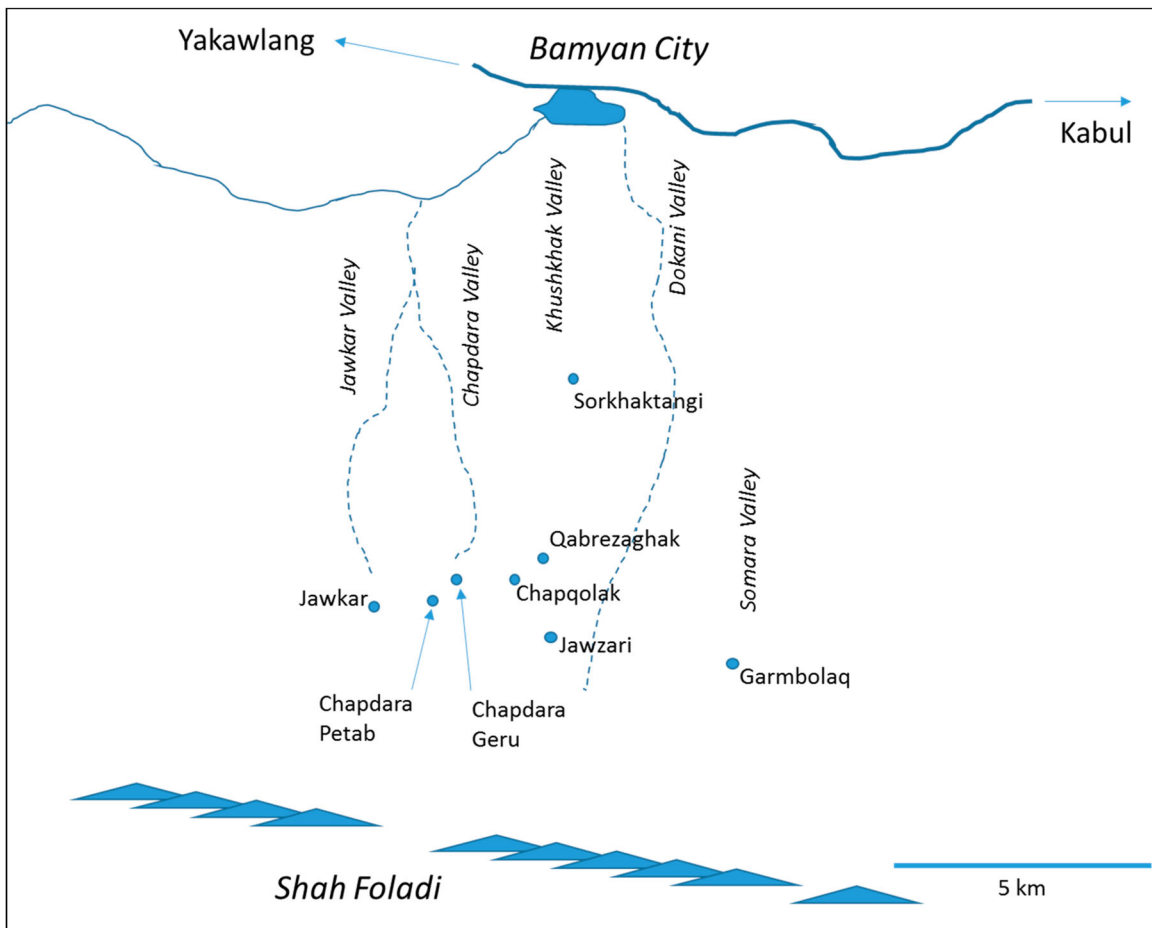 Yakawlang
Bamyan City
Kabul
Jawkar Valley
Chapdara Valley
Khushkhak Valley
Dokani Valley
Sorkhaktangi
Somara Valley
Qabrezaghak
Chapqolak
Jawkar
Jawzari
Garmbolaq
Chapdara
Petab
Chapdara
Geru
Shah Foladi
5 km